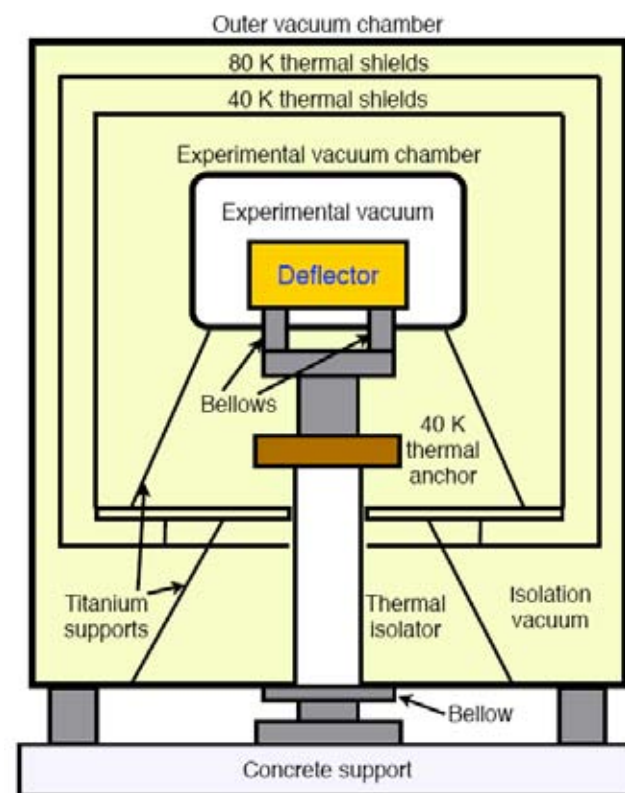 Outer vacuum chamber
80 K thermal shields
40 K thermal shields
Experimental vacuum chamber
Experimental vacuum
Deflector
Bellows
40 K
thermal
anchor
Titanium
supports
Thermal
isolator
Isolation
vacuum
Bellow
Concrete support